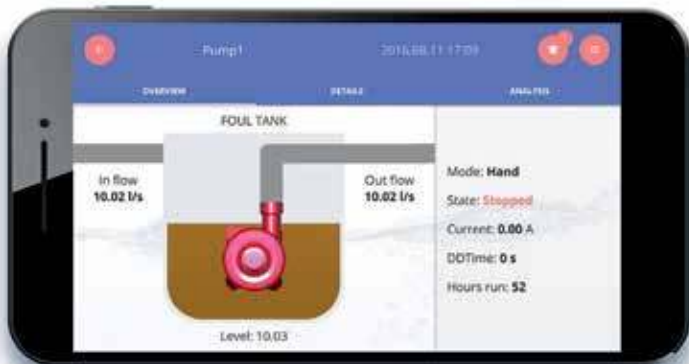 Pump1
2016.08.11 17:09
OVERVIEW
DETAILS
ANALYSIS
FOUL TANK
In flow
10.02 l/s
Out flow
10.02 l/s
Level: 10.03
Mode: Hand
State: Stopped
Current: 0.00 A
DDTime: 0 s
Hours run: 52